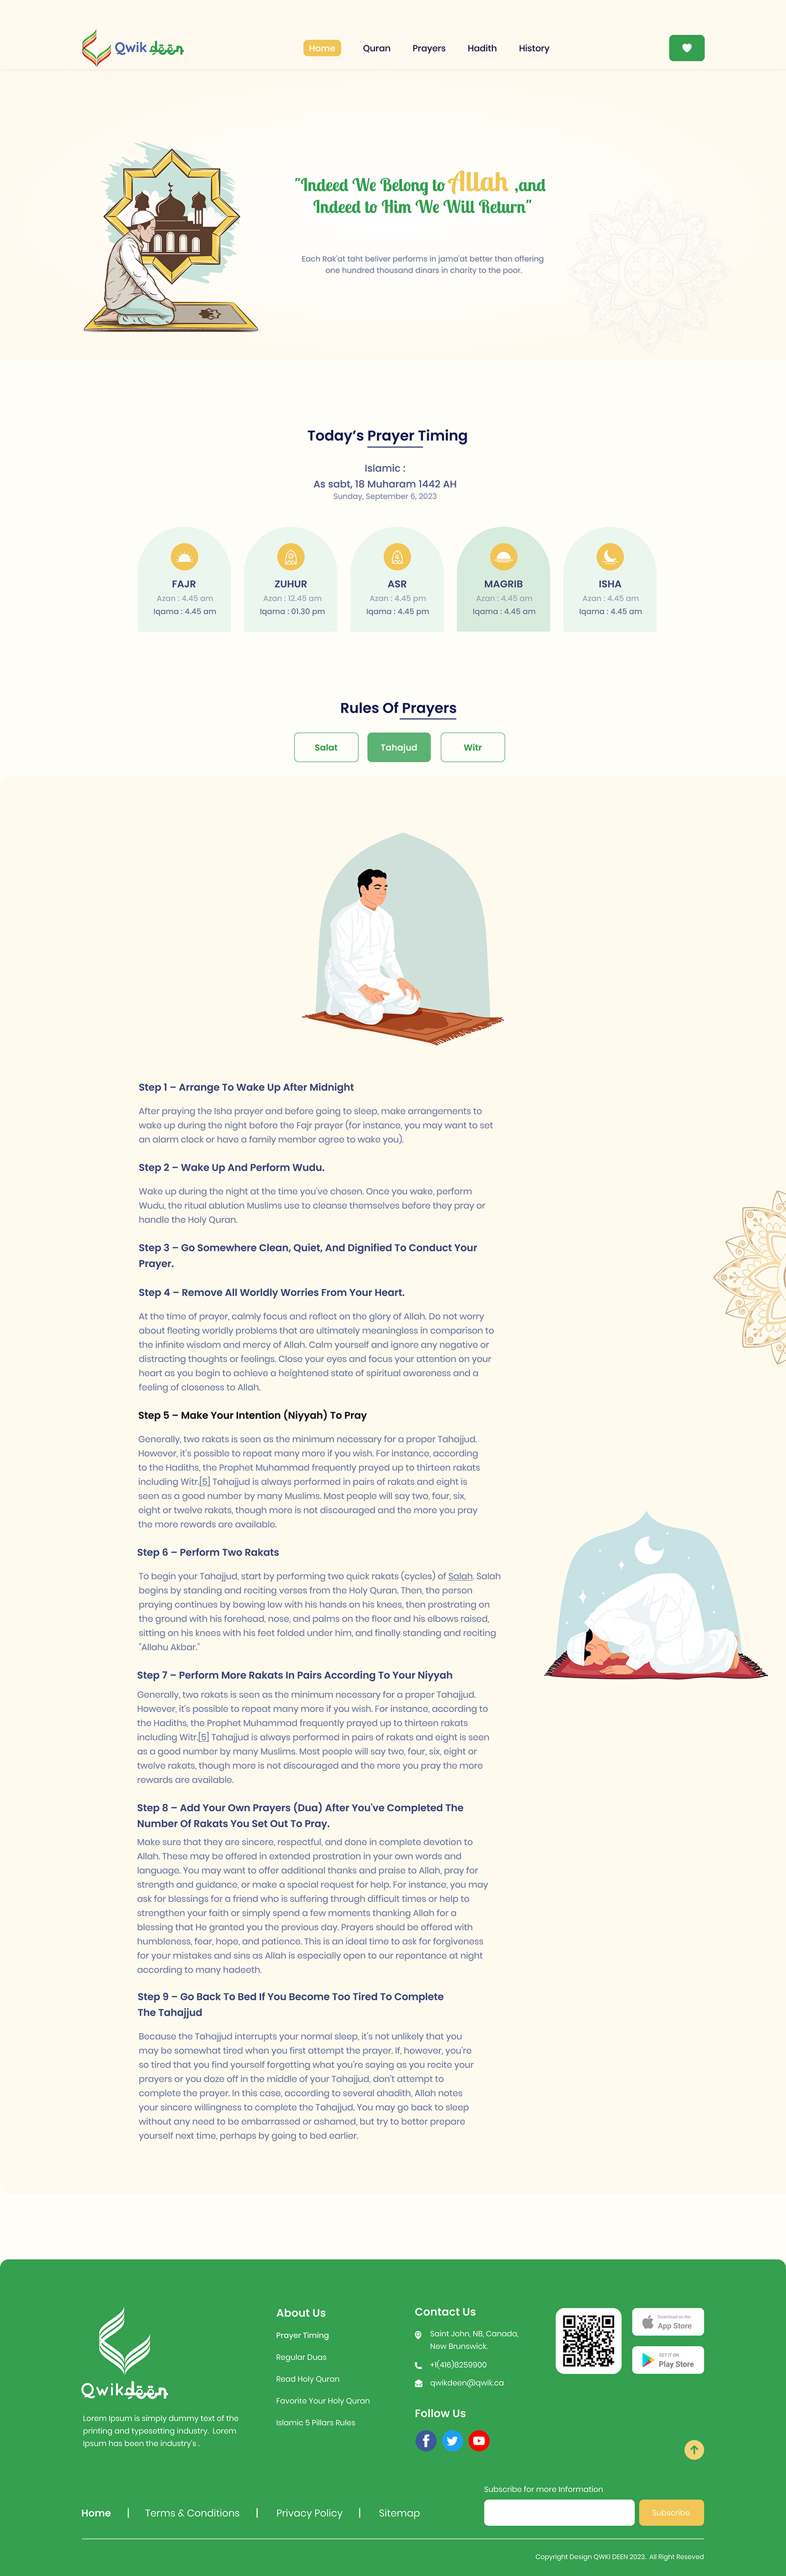 Qwik dëën
Home
Quran
Prayers
Hadith
History
"Indeed We Belong to Allah ,and
Indeed to Him We Will Return"
Each Rak'at taht beliver performs in jama'at better than offering
one hundred thousand dinars in charity to the poor.
Today's Prayer Timing
Islamic :
As sabt, 18 Muharam 1442 AH
Sunday, September 6, 2023
FAJR
Azan : 4.45 am
Iqama : 4.45 am
ZUHUR
Azan : 12.45 am
Iqama : 01.30 pm
ASR
Azan : 4.45 pm
Iqama : 4.45 pm
MAGRIB
Azan : 4.45 am
Iqama : 4.45 am
ISHA
Azan : 4.45 am
Iqama : 4.45 am
Rules Of Prayers
Salat
Tahajud
Witr
Step 1 – Arrange To Wake Up After Midnight
After praying the Isha prayer and before going to sleep, make arrangements to
wake up during the night before the Fajr prayer (for instance, you may want to set
an alarm clock or have a family member agree to wake you).
Step 2 – Wake Up And Perform Wudu.
Wake up during the night at the time you've chosen. Once you wake, perform
Wudu, the ritual ablution Muslims use to cleanse themselves before they pray or
handle the Holy Quran.
Step 3 – Go Somewhere Clean, Quiet, And Dignified To Conduct Your
Prayer.
Step 4 – Remove All Worldly Worries From Your Heart.
At the time of prayer, calmly focus and reflect on the glory of Allah. Do not worry
about fleeting worldly problems that are ultimately meaningless in comparison to
the infinite wisdom and mercy of Allah. Calm yourself and ignore any negative or
distracting thoughts or feelings. Close your eyes and focus your attention on your
heart as you begin to achieve a heightened state of spiritual awareness and a
feeling of closeness to Allah.
Step 5 – Make Your Intention (Niyyah) To Pray
Generally, two rakats is seen as the minimum necessary for a proper Tahajjud.
However, it's possible to repeat many more if you wish. For instance, according
to the Hadiths, the Prophet Muhammad frequently prayed up to thirteen rakats
including Witr.[5] Tahajjud is always performed in pairs of rakats and eight is
seen as a good number by many Muslims. Most people will say two, four, six,
eight or twelve rakats, though more is not discouraged and the more you pray
the more rewards are available.
Step 6 – Perform Two Rakats
To begin your Tahajjud, start by performing two quick rakats (cycles) of Salah. Salah
begins by standing and reciting verses from the Holy Quran. Then, the person
praying continues by bowing low with his hands on his knees, then prostrating on
the ground with his forehead, nose, and palms on the floor and his elbows raised,
sitting on his knees with his feet folded under him, and finally standing and reciting
"Allahu Akbar."
Step 7 – Perform More Rakats In Pairs According To Your Niyyah
Generally, two rakats is seen as the minimum necessary for a proper Tahajjud.
However, it's possible to repeat many more if you wish. For instance, according to
the Hadiths, the Prophet Muhammad frequently prayed up to thirteen rakats
including Witr.[5] Tahajjud is always performed in pairs of rakats and eight is seen
as a good number by many Muslims. Most people will say two, four, six, eight or
twelve rakats, though more is not discouraged and the more you pray the more
rewards are available.
Step 8 – Add Your Own Prayers (Dua) After You've Completed The
Number Of Rakats You Set Out To Pray.
Make sure that they are sincere, respectful, and done in complete devotion to
Allah. These may be offered in extended prostration in your own words and
language. You may want to offer additional thanks and praise to Allah, pray for
strength and guidance, or make a special request for help. For instance, you may
ask for blessings for a friend who is suffering through difficult times or help to
strengthen your faith or simply spend a few moments thanking Allah for a
blessing that He granted you the previous day. Prayers should be offered with
humbleness, fear, hope, and patience. This is an ideal time to ask for forgiveness
for your mistakes and sins as Allah is especially open to our repentance at night
according to many hadeeth.
Step 9 – Go Back To Bed If You Become Too Tired To Complete
The Tahajjud
Because the Tahajjud interrupts your normal sleep, it's not unlikely that you
may be somewhat tired when you first attempt the prayer. If, however, you're
so tired that you find yourself forgetting what you're saying as you recite your
prayers or you doze off in the middle of your Tahajjud, don't attempt to
complete the prayer. In this case, according to several ahadith, Allah notes
your sincere willingness to complete the Tahajjud. You may go back to sleep
without any need to be embarrassed or ashamed, but try to better prepare
yourself next time, perhaps by going to bed earlier.
Qwikdëën
Lorem Ipsum is simply dummy text of the
printing and typesetting industry. Lorem
Ipsum has been the industry's .
About Us
Prayer Timing
Regular Duas
Read Holy Quran
Favorite Your Holy Quran
Islamic 5 Pillars Rules
Contact Us
Saint John, NB, Canada,
New Brunswick.
+1(416)8259900
qwikdeen@qwik.ca
Follow Us
Download on the
App Store
GET IT ON
Play Store
Subscribe for more Information
Subscribe
Home | Terms & Conditions | Privacy Policy | Sitemap
Copyright Design QWKI DEEN 2023. All Right Reseved